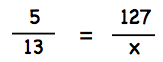 5/13 = 127/x